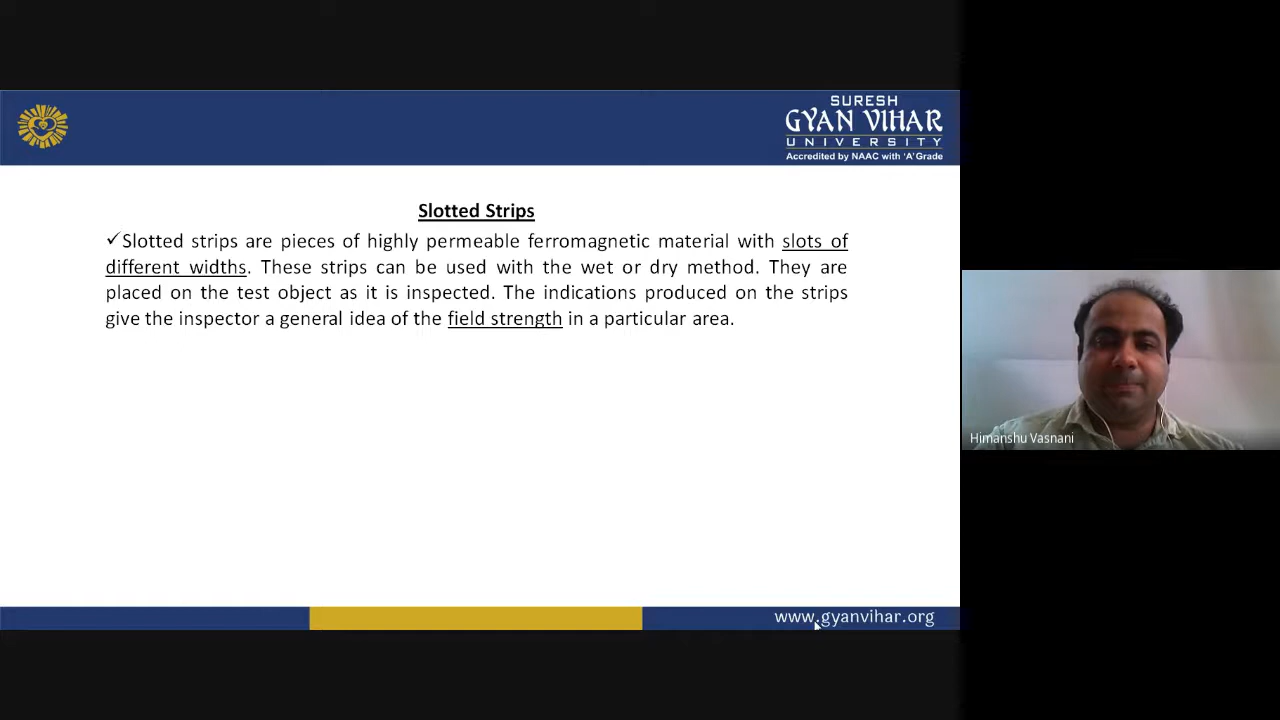 SURESH
GYAN VIHAR
UNIVERSITY
Accredited by NAAC with 'A' Grade
Slotted Strips
✓Slotted strips are pieces of highly permeable ferromagnetic material with slots of
different widths. These strips can be used with the wet or dry method. They are
placed on the test object as it is inspected. The indications produced on the strips
give the inspector a general idea of the field strength in a particular area.
Himanshu Vasnani
www.gyanvihar.org